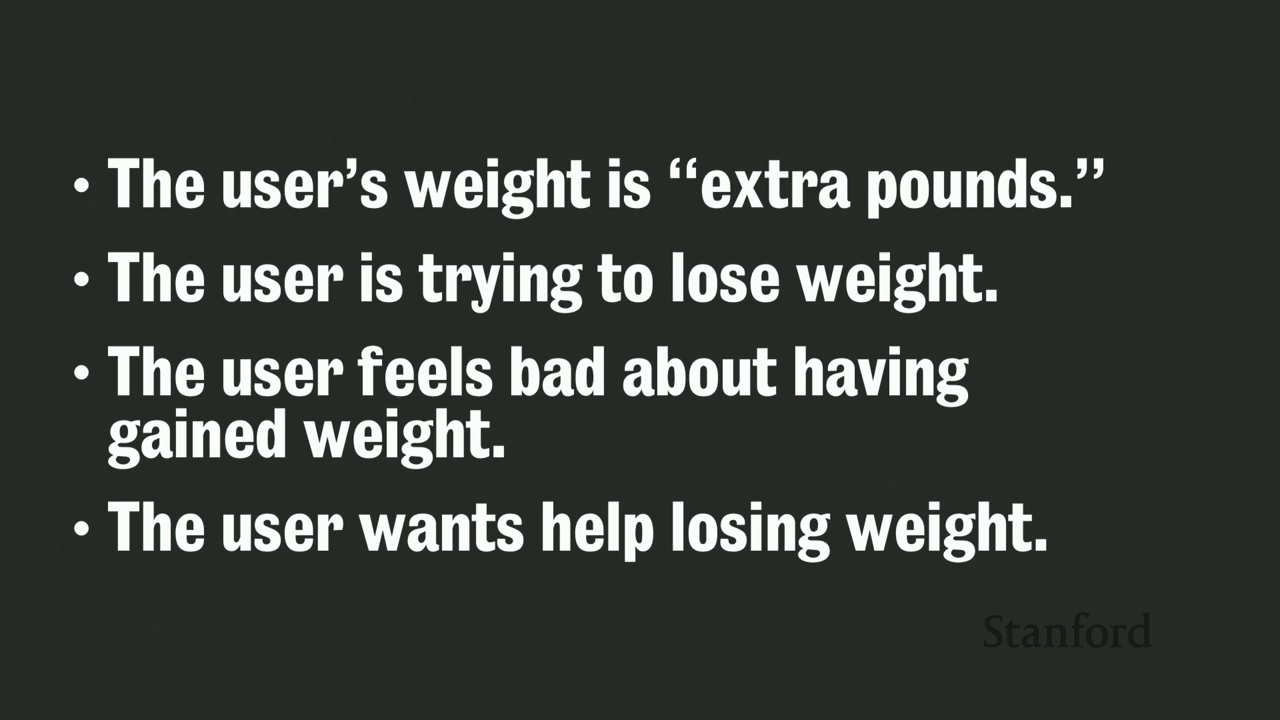 • The user’s weight is “extra pounds.”
• The user is trying to lose weight.
• The user feels bad about having
gained weight.
• The user wants help losing weight.
Stanford